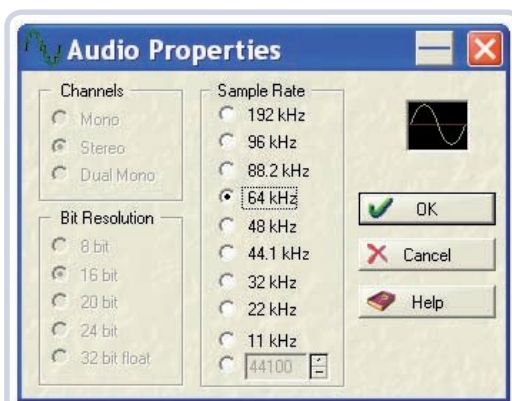 Audio Properties
Channels
Mono
Stereo
Dual Mono
Bit Resolution
8 bit
16 bit
20 bit
24 bit
32 bit float
Sample Rate
192 kHz
96 kHz
88.2 kHz
64 kHz
48 kHz
44.1 kHz
32 kHz
22 kHz
11 kHz
44100
OK
Cancel
Help